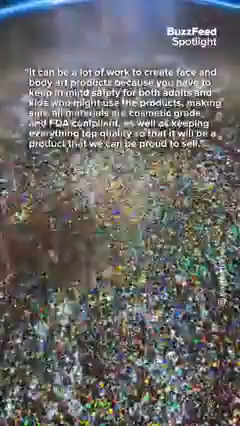 BuzzFeed
Spotlight
"It can be a lot of work to create face and
body art products because you have to
keep in mind safety for both adults and
kids who might use the products, making
sure all materials are cosmetic grade
and FDA compliant, as well as keeping
everything top quality so that it will be a
product that we can be proud to sell."